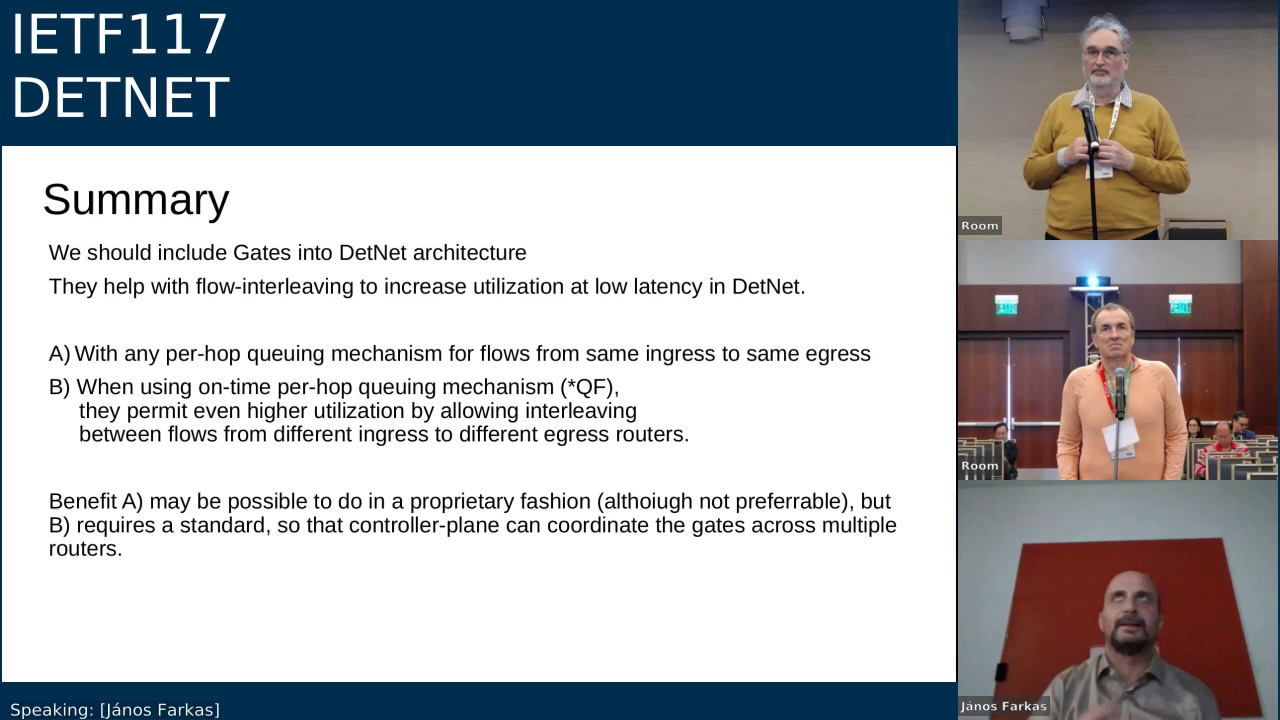 IETF117
DETNET
Summary
We should include Gates into DetNet architecture
They help with flow-interleaving to increase utilization at low latency in DetNet.
A) With any per-hop queuing mechanism for flows from same ingress to same egress
B) When using on-time per-hop queuing mechanism (*QF),
they permit even higher utilization by allowing interleaving
between flows from different ingress to different egress routers.
Benefit A) may be possible to do in a proprietary fashion (althoiugh not preferrable), but
B) requires a standard, so that controller-plane can coordinate the gates across multiple
routers.
Speaking: [János Farkas]
Room
Room
János Farkas